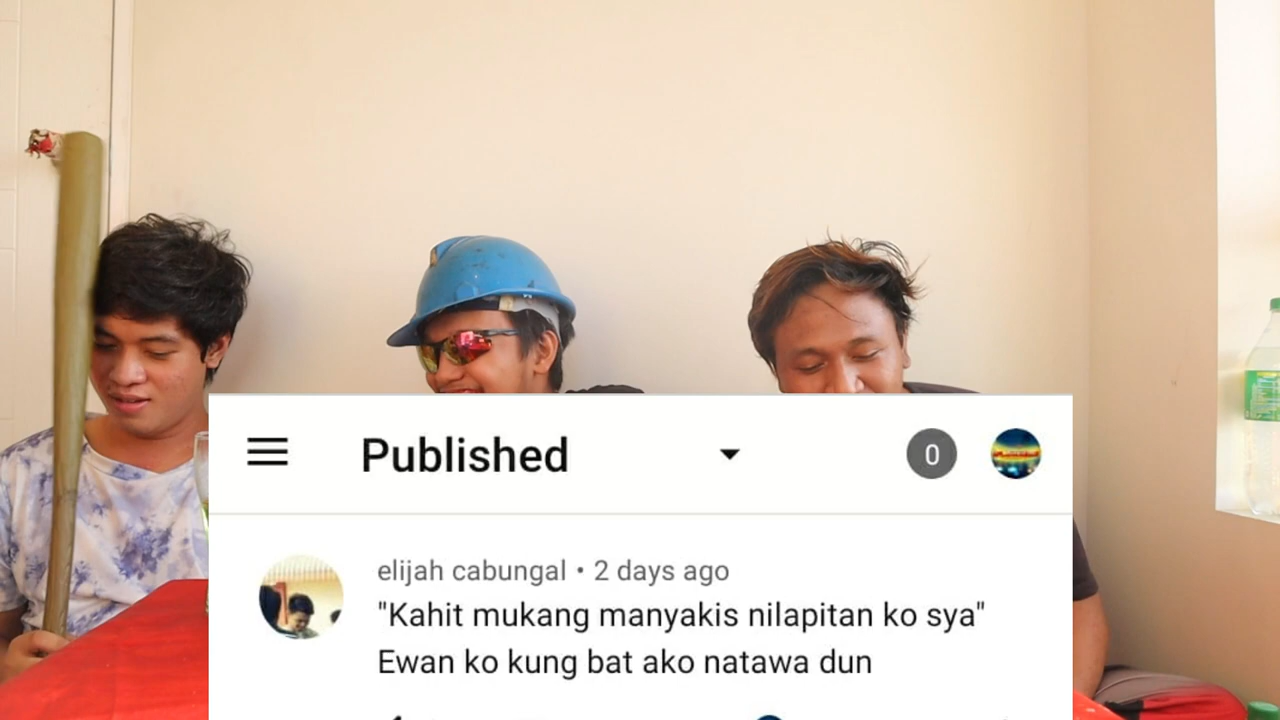 Published
0
elijah cabungal • 2 days ago
"Kahit mukang manyakis nilapitan ko sya"
Ewan ko kung bat ako natawa dun